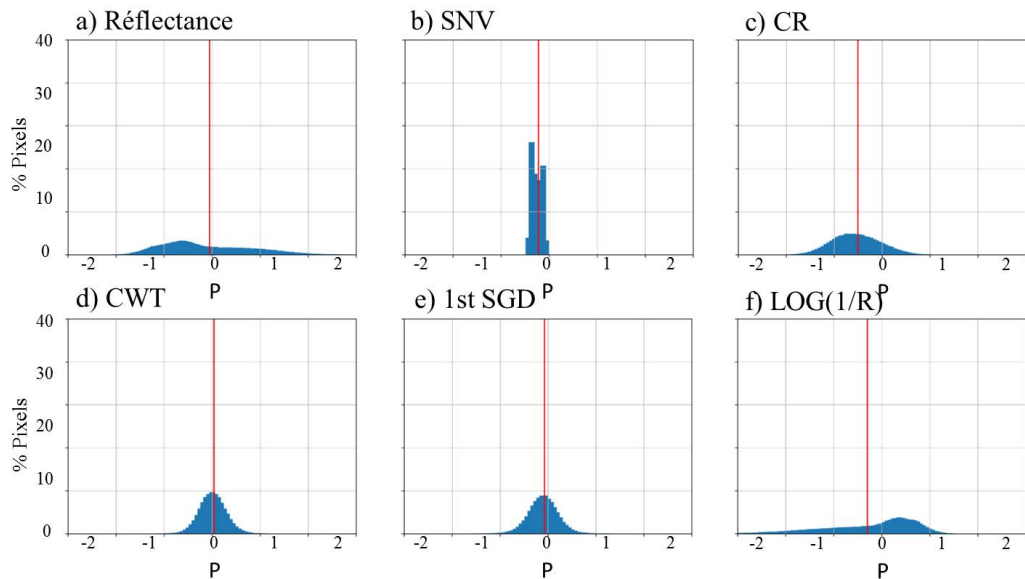 a) Réflectance
b) SNV
c) CR
40
30
20
10
0
% Pixels
-2 -1 0 1 2
P
-2 -1 0 1 2
P
-2 -1 0 1 2
P
d) CWT
e) 1st SGD
f) LOG(1/R)
40
30
20
10
0
% Pixels
-2 -1 0 1 2
P
-2 -1 0 1 2
P
-2 -1 0 1 2
P